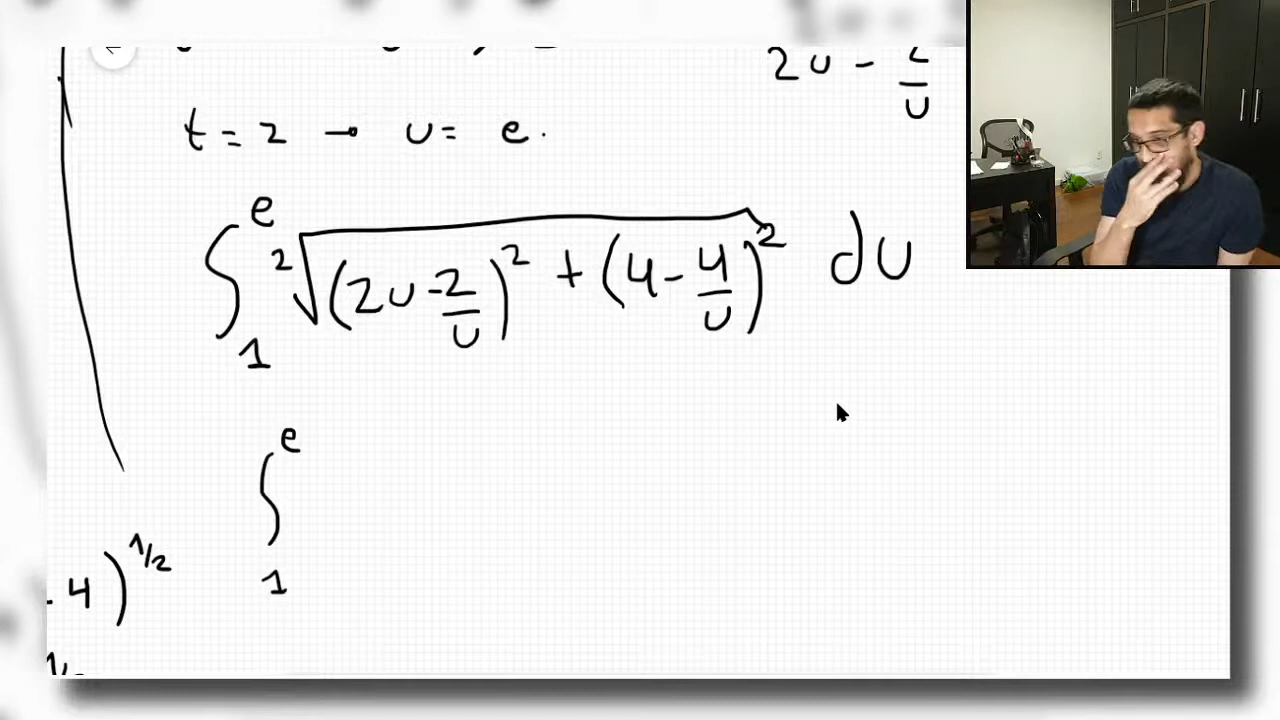 2u - 2/u
t = 2 → u = e.
∫₁ᵉ ²√((2u - 2/u)² + (4 - 4/u)²) du
∫₁ᵉ
. 4)^1/2